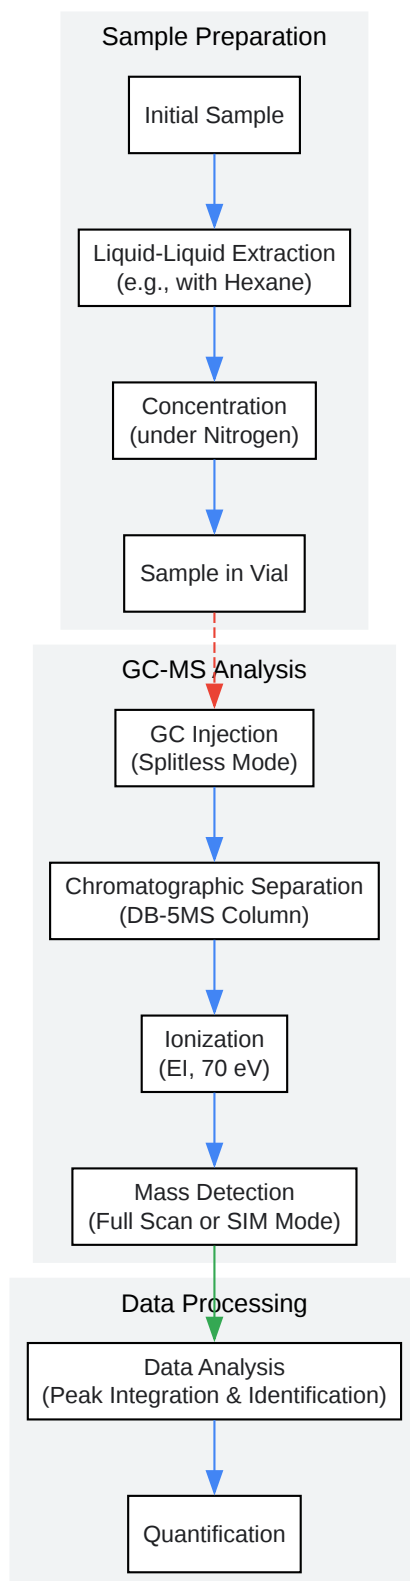 Sample Preparation
Initial Sample
Liquid-Liquid Extraction
(e.g., with Hexane)
Concentration
(under Nitrogen)
Sample in Vial
GC-MS Analysis
GC Injection
(Splitless Mode)
Chromatographic Separation
(DB-5MS Column)
Ionization
(EI, 70 eV)
Mass Detection
(Full Scan or SIM Mode)
Data Processing
Data Analysis
(Peak Integration & Identification)
Quantification